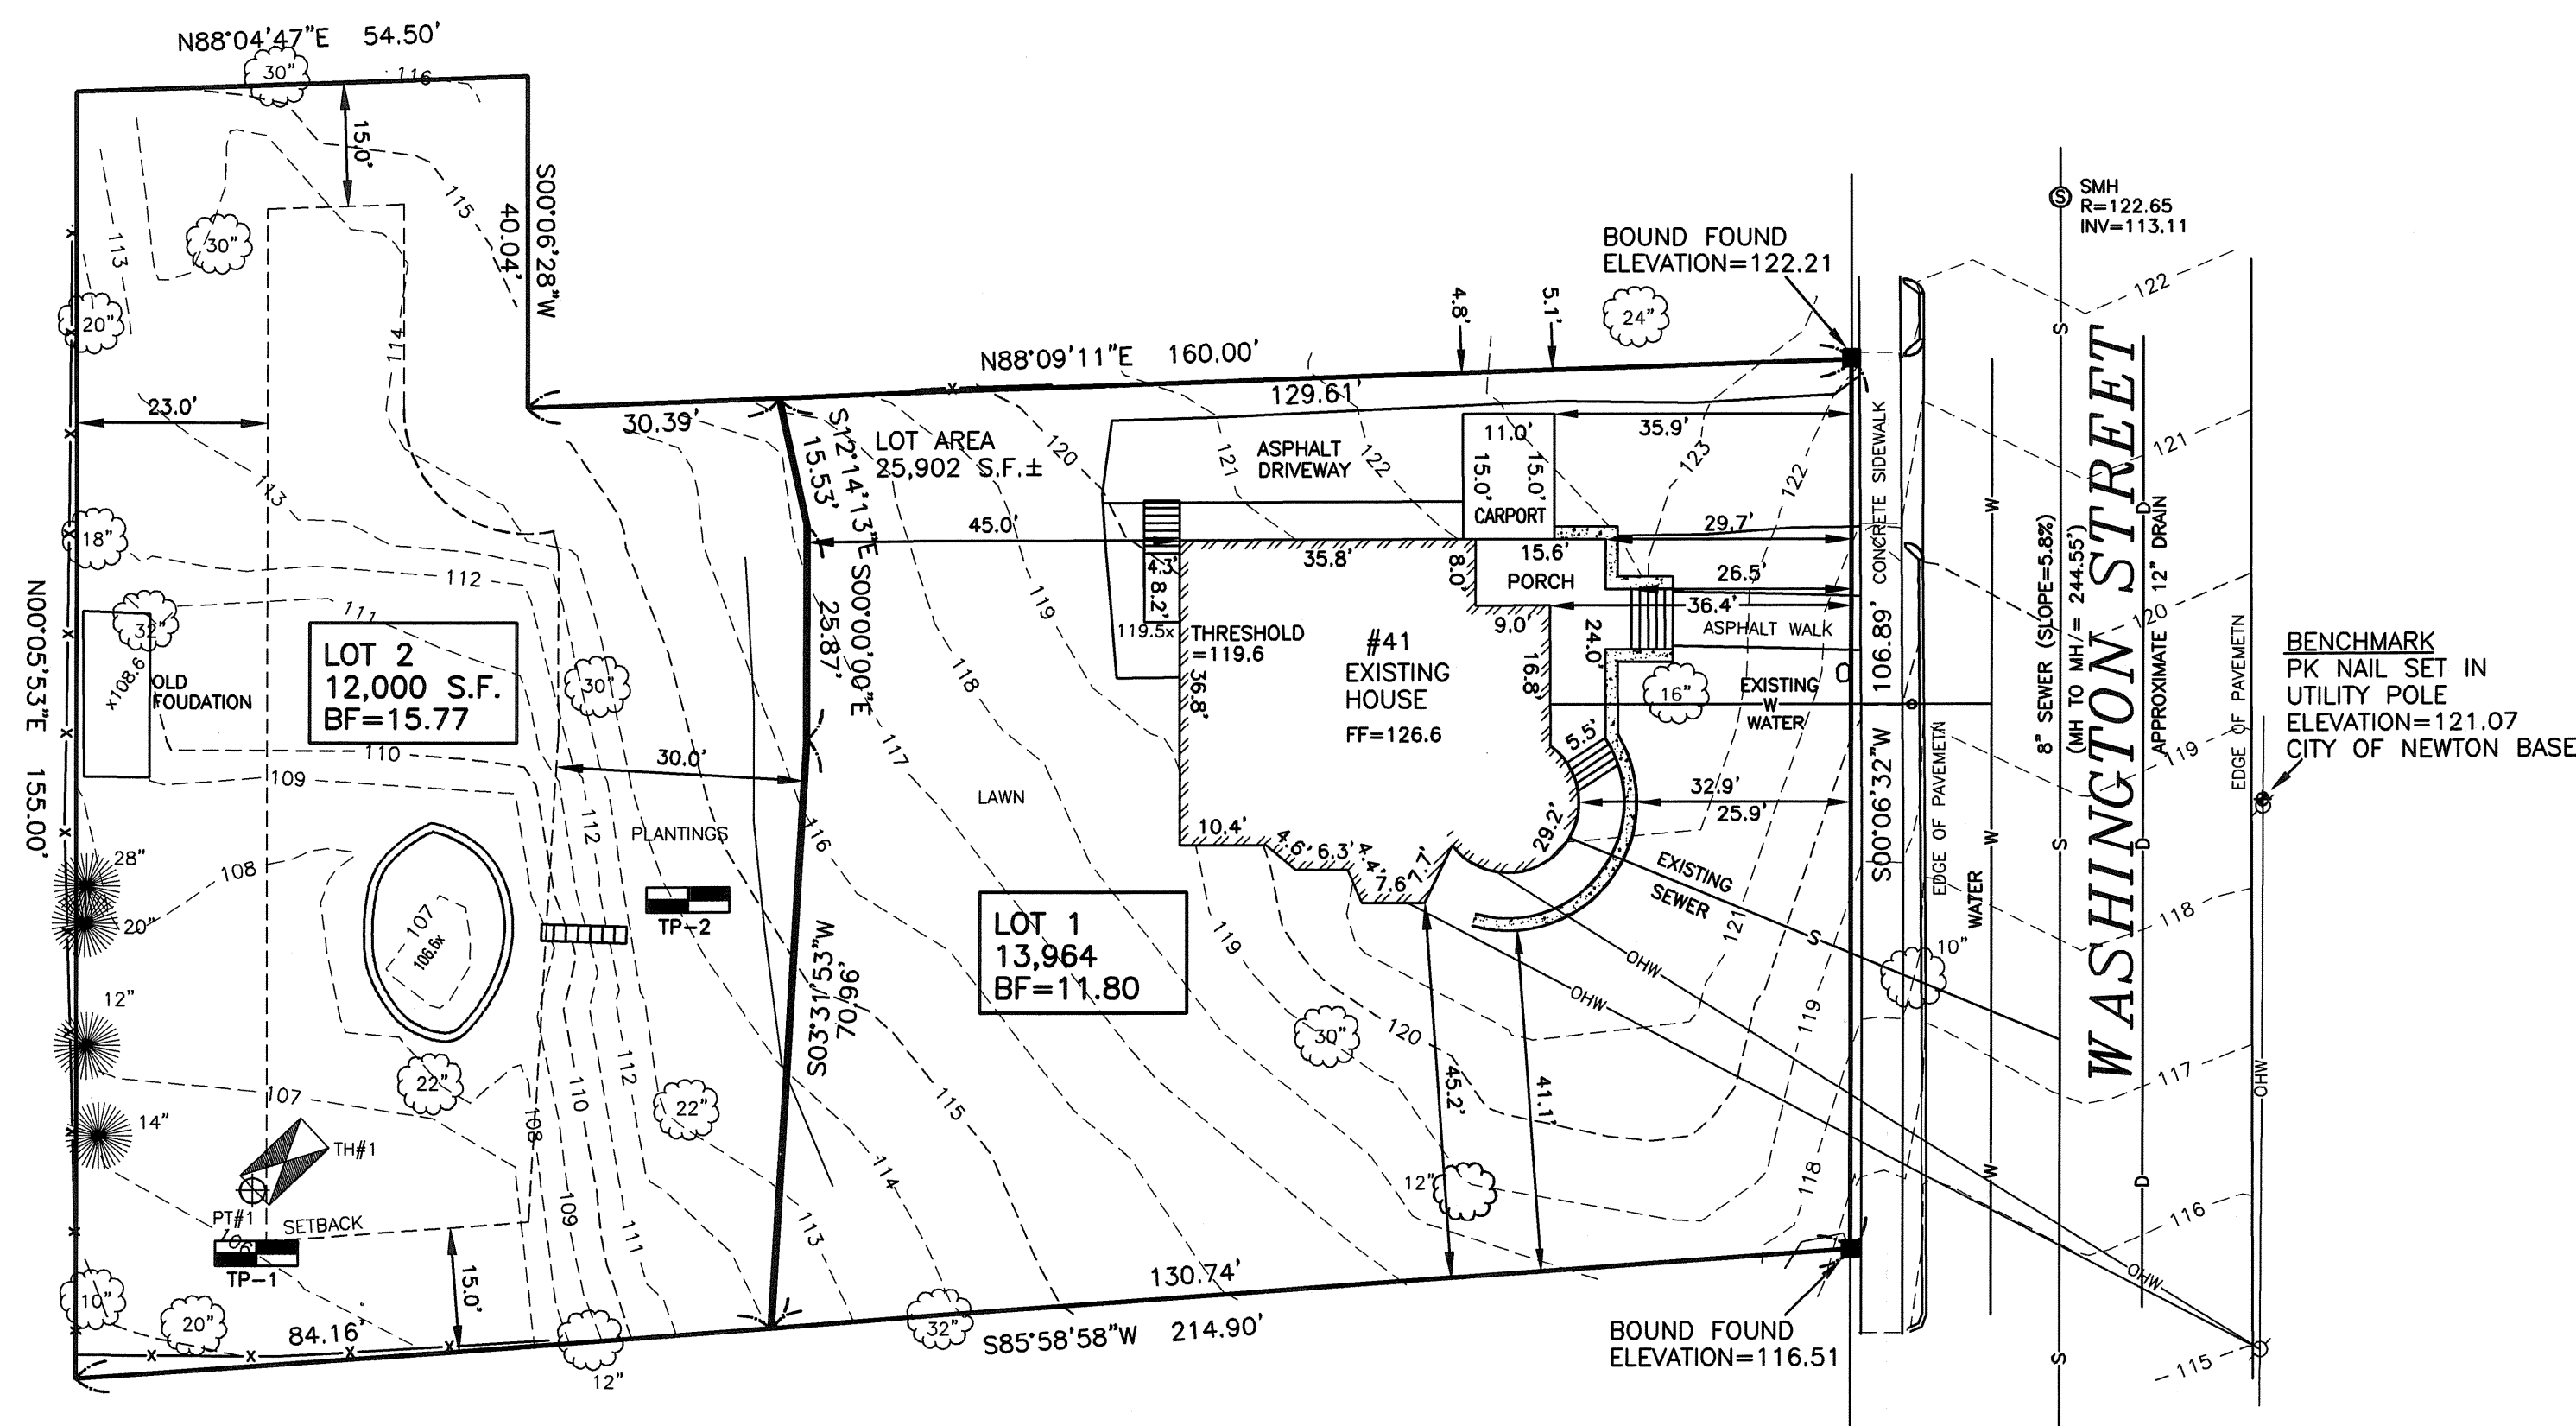 N88°04'47"E 54.50'
30"
116
15.0'
115
S00°06'28"W
40.04'
113
30"
20"
114
23.0'
113
18"
112
111
32"
x108.6
OLD
FOUDATION
LOT 2
12,000 S.F.
BF=15.77
30"
110
109
N00°05'53"E 155.00'
30.0'
112
PLANTINGS
108
28"
20"
107
106.6x
TP-2
12"
22"
107
14"
TH#1
PT#1
106
SETBACK
TP-1
108
110
112
109
111
22"
15.0'
10"
20"
84.16'
12"
N88°09'11"E 160.00'
129.61'
30.39'
S12°14'13"E
15.53'
LOT AREA
25,902 S.F.±
S00°00'00"E
25.87'
S03°31'53"W
70.96'
45.0'
120
121
122
123
122
ASPHALT
DRIVEWAY
4.8'
5.1'
24"
BOUND FOUND
ELEVATION=122.21
11.0'
15.0'
15.0'
CARPORT
35.9'
29.7'
35.8'
8.0'
15.6'
PORCH
26.5'
36.4'
9.0'
ASPHALT WALK
4.3'
8.2'
119.5x
THRESHOLD
=119.6
36.8'
#41
EXISTING
HOUSE
FF=126.6
16.8'
24.0'
16"
EXISTING
W
WATER
5.5'
32.9'
25.9'
29.2'
10.4'
4.6'
6.3'
4.4'
7.6'
7.7'
EXISTING
SEWER
S
OHW
OHW
119
118
117
116
LAWN
LOT 1
13,964
BF=11.80
119
120
121
30"
119
118
45.2'
41.1'
12"
115
114
113
32"
130.74'
S85°58'58"W 214.90'
BOUND FOUND
ELEVATION=116.51
CONCRETE SIDEWALK
S00°06'32"W 106.89'
EDGE OF PAVEMETN
10"
WATER
W
W
W
SMH
S
R=122.65
INV=113.11
S
S
S
8" SEWER (SLOPE=5.8%)
(MH TO MH/= 244.55')
WASHINGTON STREET
APPROXIMATE 12" DRAIN
D
D
D
122
121
120
119
118
117
116
115
EDGE OF PAVEMETN
OHW
OHW
BENCHMARK
PK NAIL SET IN
UTILITY POLE
ELEVATION=121.07
CITY OF NEWTON BASE